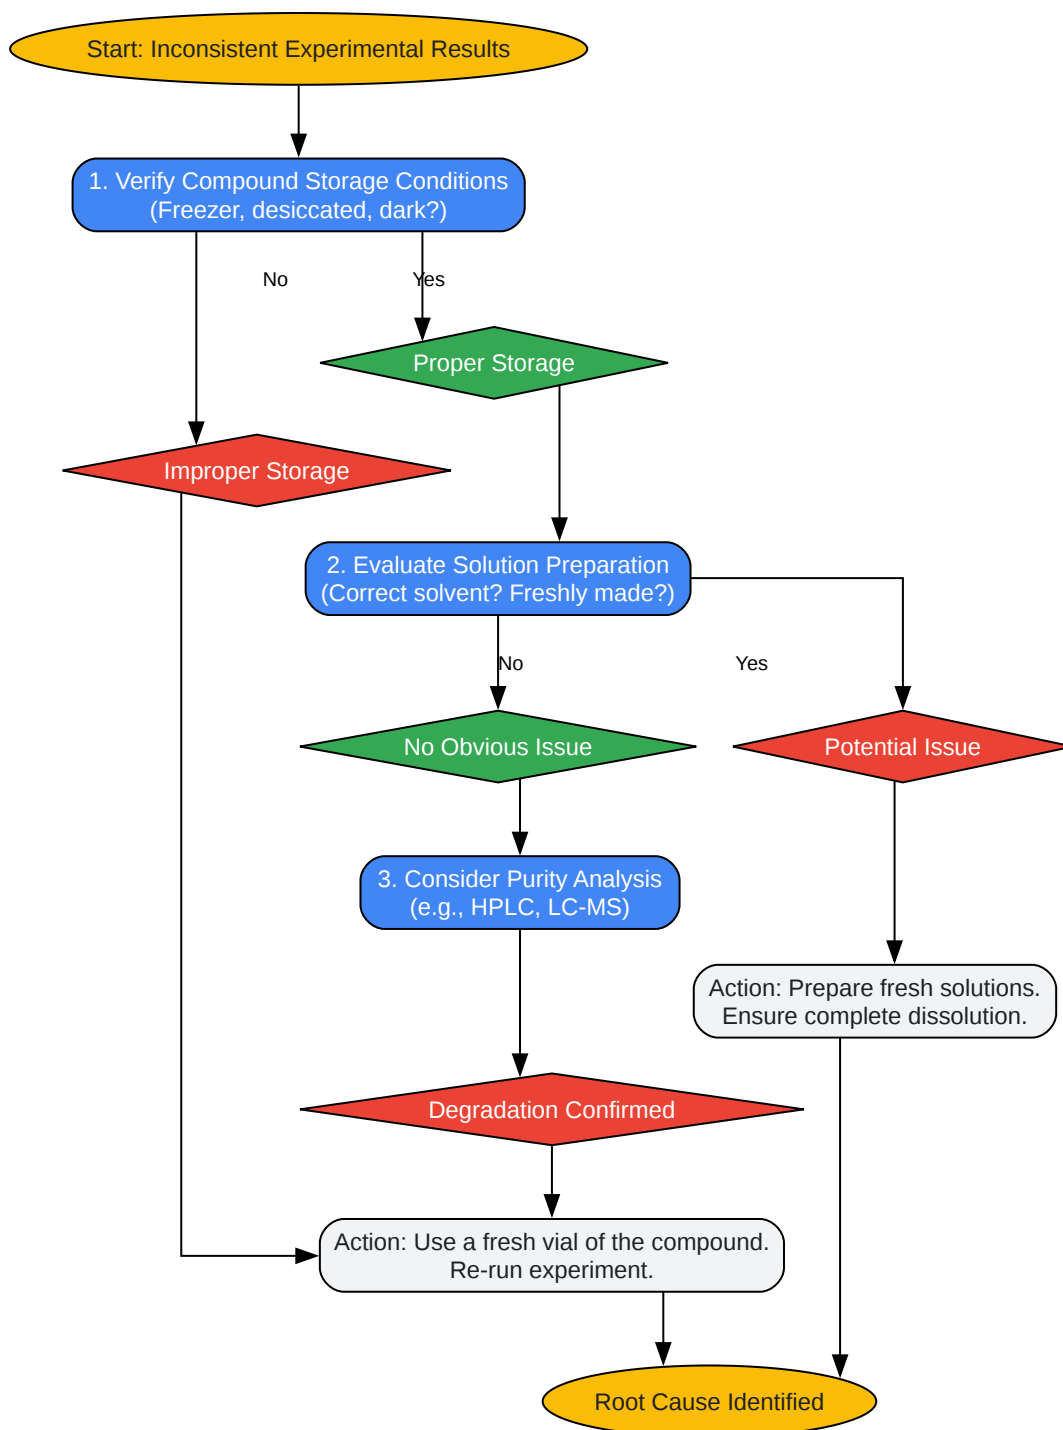 Start: Inconsistent Experimental Results
1. Verify Compound Storage Conditions
(Freezer, desiccated, dark?)
No
Yes
Proper Storage
Improper Storage
2. Evaluate Solution Preparation
(Correct solvent? Freshly made?)
No
Yes
No Obvious Issue
Potential Issue
3. Consider Purity Analysis
(e.g., HPLC, LC-MS)
Action: Prepare fresh solutions.
Ensure complete dissolution.
Degradation Confirmed
Action: Use a fresh vial of the compound.
Re-run experiment.
Root Cause Identified